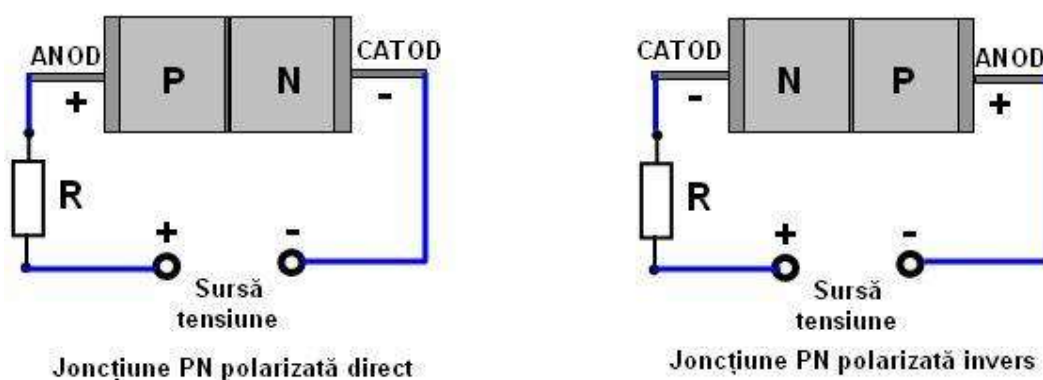 ANOD
CATOD
P
N
+
-
R
+
-
Sursă
tensiune
Joncțiune PN polarizată direct
CATOD
ANOD
N
P
-
+
R
+
-
Sursă
tensiune
Joncțiune PN polarizată invers